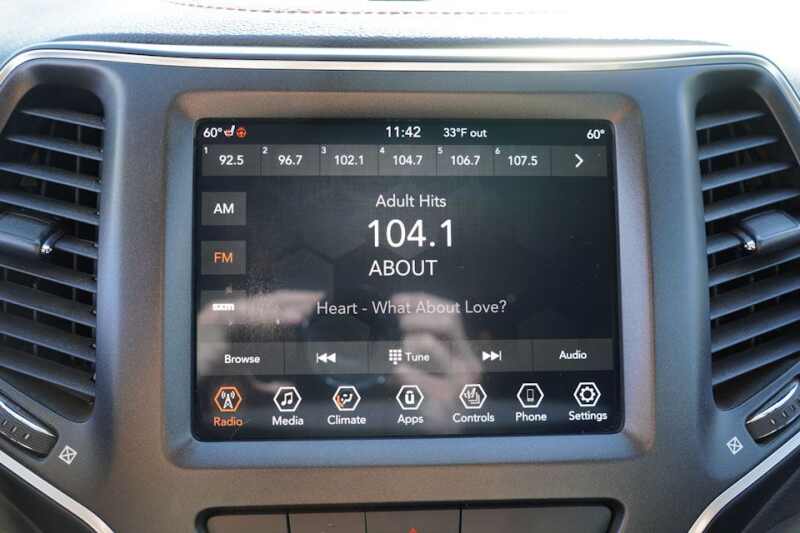 60° 11:42 33°F out 60°
1 92.5 2 96.7 3 102.1 4 104.7 5 106.7 6 107.5
AM
Adult Hits
104.1
FM
ABOUT
sxm
Heart - What About Love?
Browse Tune Audio
Radio Media Climate Apps Controls Phone Settings